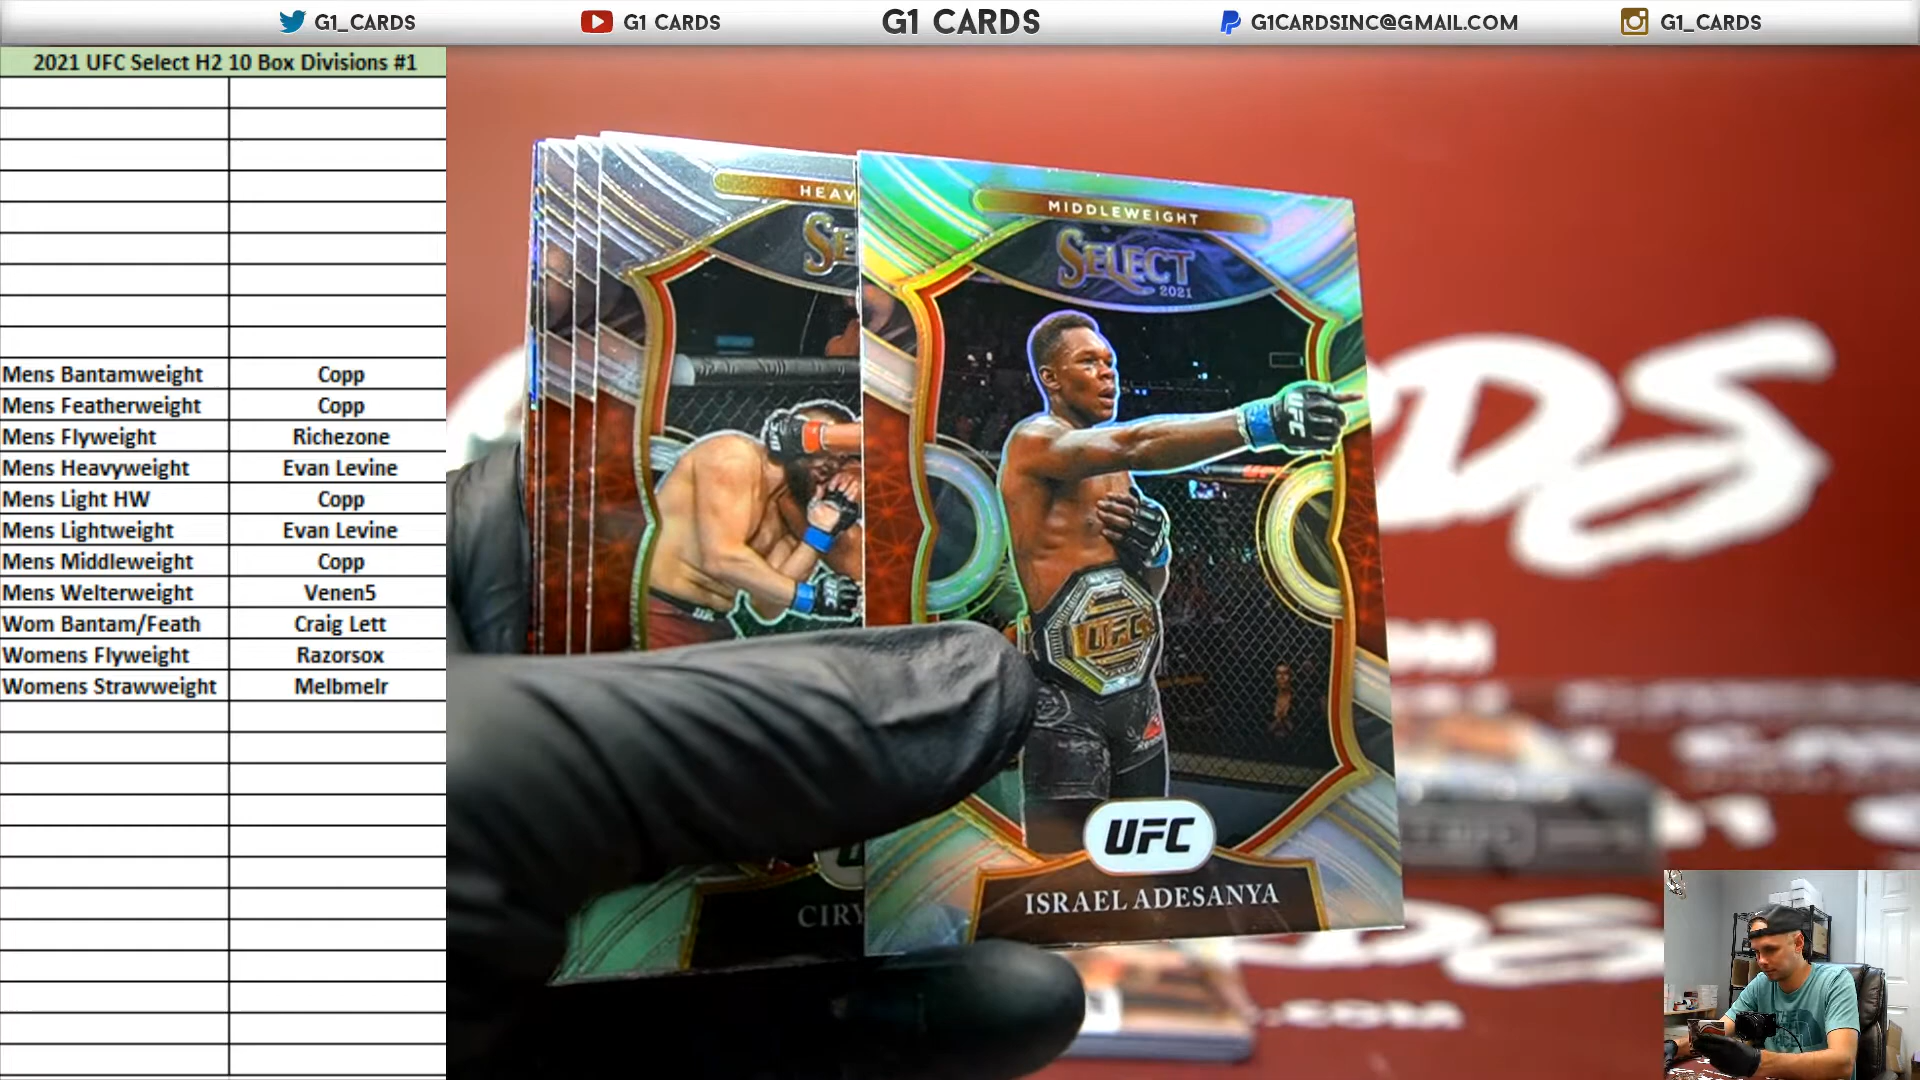 G1_CARDS
G1 CARDS
G1 CARDS
G1CARDSINC@GMAIL.COM
G1_CARDS
2021 UFC Select H2 10 Box Divisions #1
Mens Bantamweight Copp
Mens Featherweight Copp
Mens Flyweight Richezone
Mens Heavyweight Evan Levine
Mens Light HW Copp
Mens Lightweight Evan Levine
Mens Middleweight Copp
Mens Welterweight Venen5
Wom Bantam/Feath Craig Lett
Womens Flyweight Razorsox
Womens Strawweight Melbmelr
HEAV
SE
CIRY
MIDDLEWEIGHT
SELECT
2021
UFC
UFC
UFC
ISRAEL ADESANYA